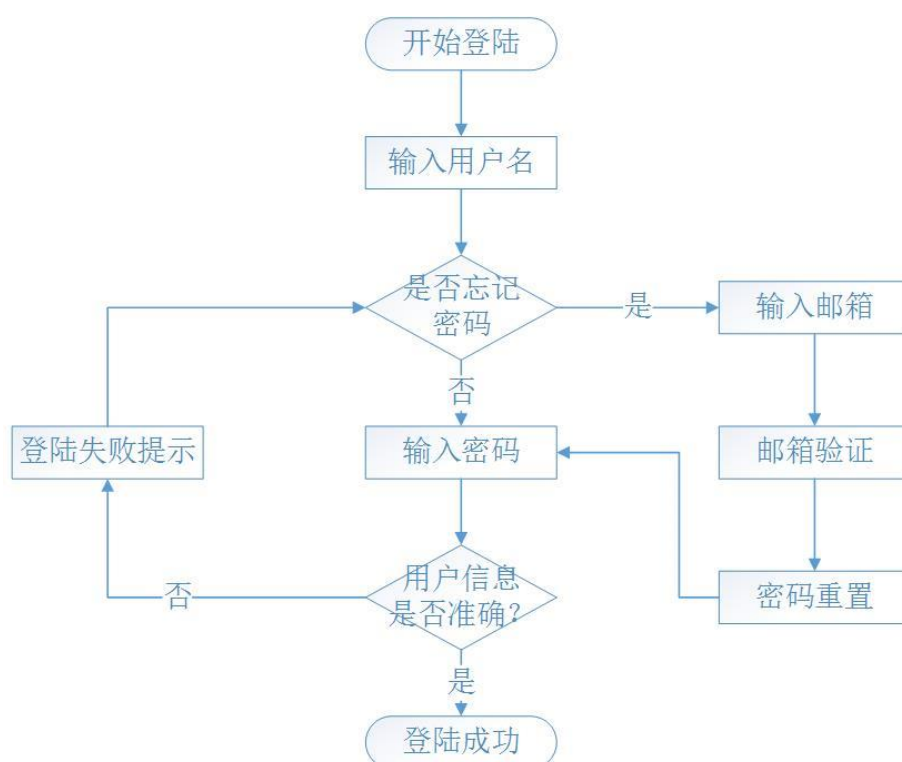 开始登陆
输入用户名
是否忘记
密码
是
输入邮箱
否
登陆失败提示
输入密码
邮箱验证
用户信息
是否准确?
否
密码重置
是
登陆成功